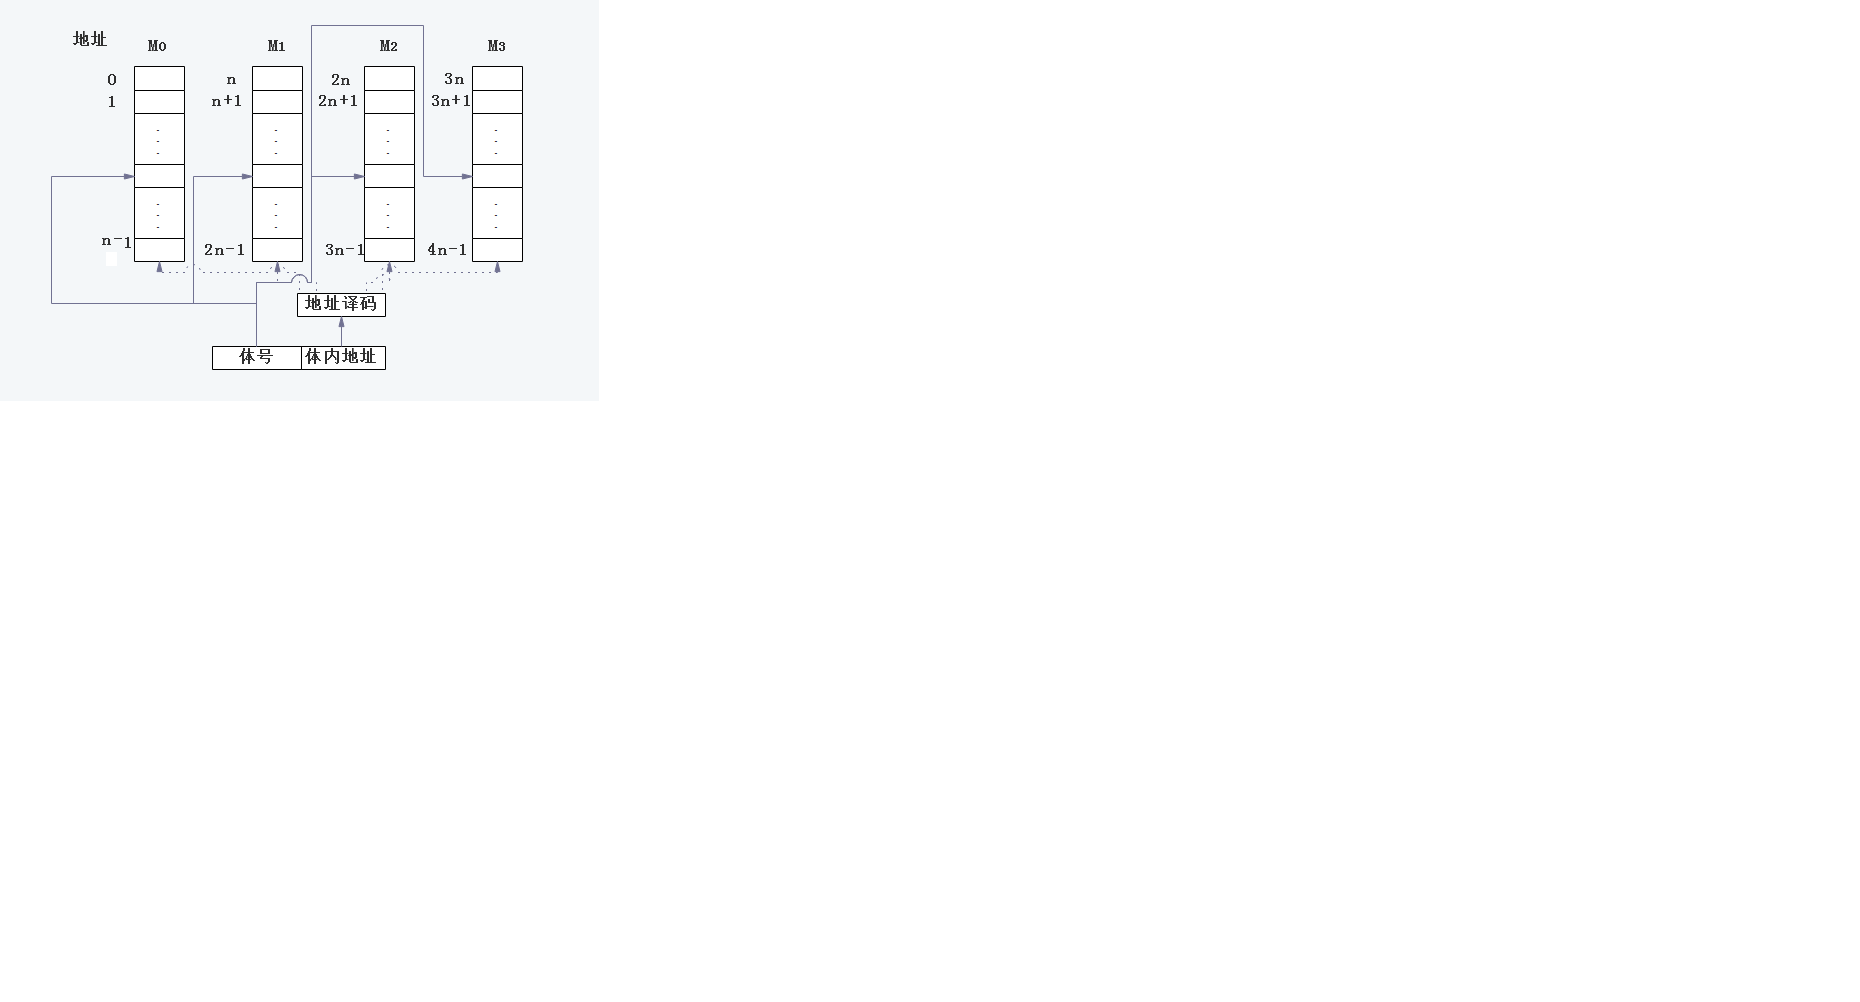 地址 M0 M1 M2 M3
0 n 2n 3n
1 n+1 2n+1 3n+1
n-1 2n-1 3n-1 4n-1
地址译码
体号 体内地址